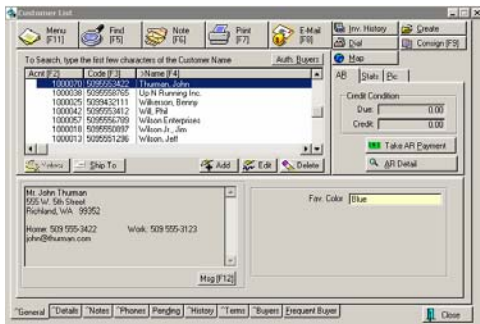 Customer List
Menu [F11]
Find [F5]
Note [F6]
Print [F7]
E-Mail [F8]
Inv. History
Create
Dial
Consign [F9]
Map
To Search, type the first few characters of the Customer Name
Auth. Buyers
Acnt [F2] Code [F3] >Name [F4]
1000070 5095553422 Thurman, John
1000038 5095558765 Up N Running Inc.
1000025 5099432111 Wilkerson, Benny
1000042 5095553412 Will, Phil
1000057 5095556789 Wilson Enterprises
1000018 5095550897 Wilson Jr., Jim
1000013 5095551236 Wilson, Jeff
AR Stats Pic
Credit Condition
Due: 0.00
Credit: 0.00
Take AR Payment
AR Detail
Ship To
Add
Edit
Delete
Mr. John Thurman
555 W. 5th Street
Richland, WA 99352
Home: 509 555-3422 Work: 509 555-3123
john@thurman.com
Msg [F12]
Fav. Color Blue
^General ^Details ^Notes ^Phones Pending ^History ^Terms ^Buyers Frequent Buyer
Close